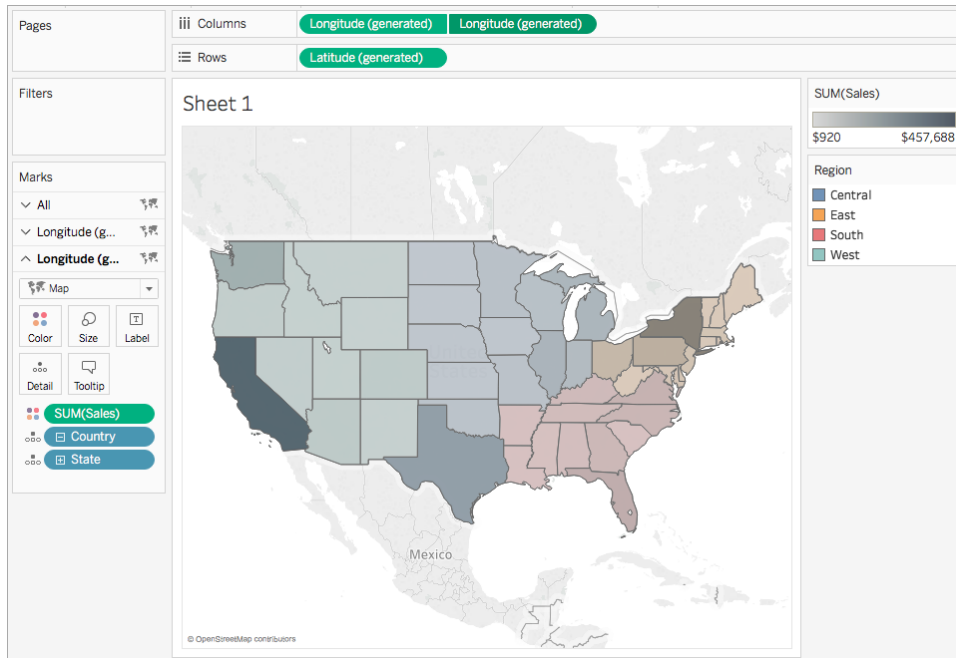 Pages
Columns
Longitude (generated) Longitude (generated)
Rows
Latitude (generated)
Filters
Marks
All
Longitude (g...
Longitude (g...
Map
Color Size Label
Detail Tooltip
SUM(Sales)
Country
State
Sheet 1
Mexico
© OpenStreetMap contributors
SUM(Sales)
$920 $457,688
Region
Central
East
South
West